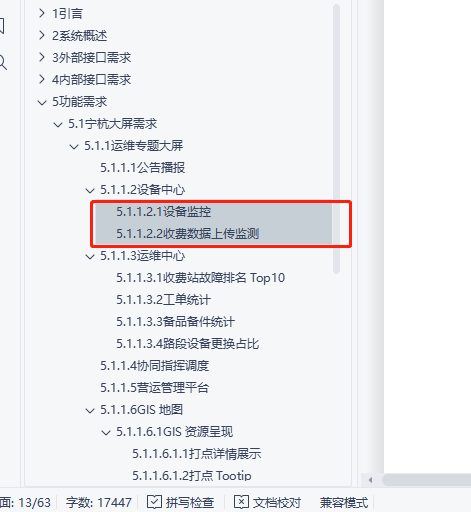 1引言
2系统概述
3外部接口需求
4内部接口需求
5功能需求
5.1宁杭大屏需求
5.1.1运维专题大屏
5.1.1.1公告播报
5.1.1.2设备中心
5.1.1.2.1设备监控
5.1.1.2.2收费数据上传监测
5.1.1.3运维中心
5.1.1.3.1收费站故障排名 Top10
5.1.1.3.2工单统计
5.1.1.3.3备品备件统计
5.1.1.3.4路段设备更换占比
5.1.1.4协同指挥调度
5.1.1.5营运管理平台
5.1.1.6GIS 地图
5.1.1.6.1GIS 资源呈现
5.1.1.6.1.1打点详情展示
5.1.1.6.1.2打点 Tootip
面: 13/63 字数: 17447 拼写检查 文档校对 兼容模式